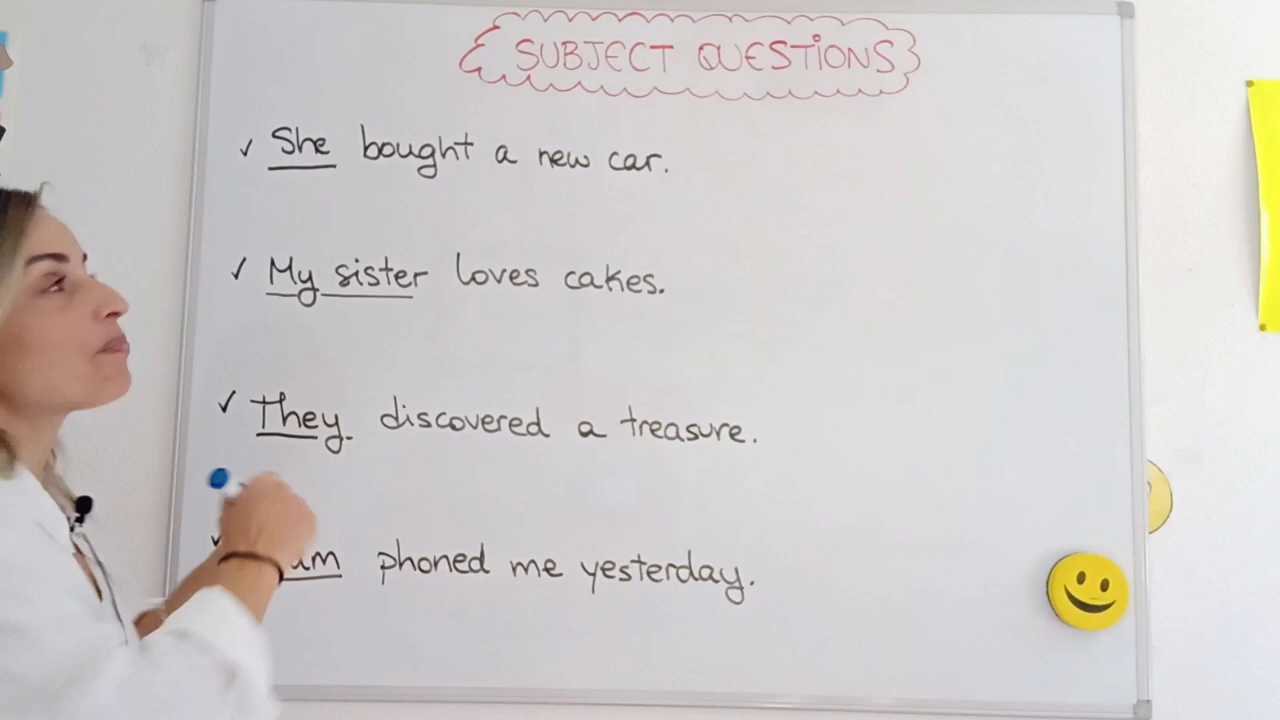 SUBJECT QUESTIONS
✓ She bought a new car.
✓ My sister loves cakes.
✓ They discovered a treasure.
✓ phoned me yesterday.